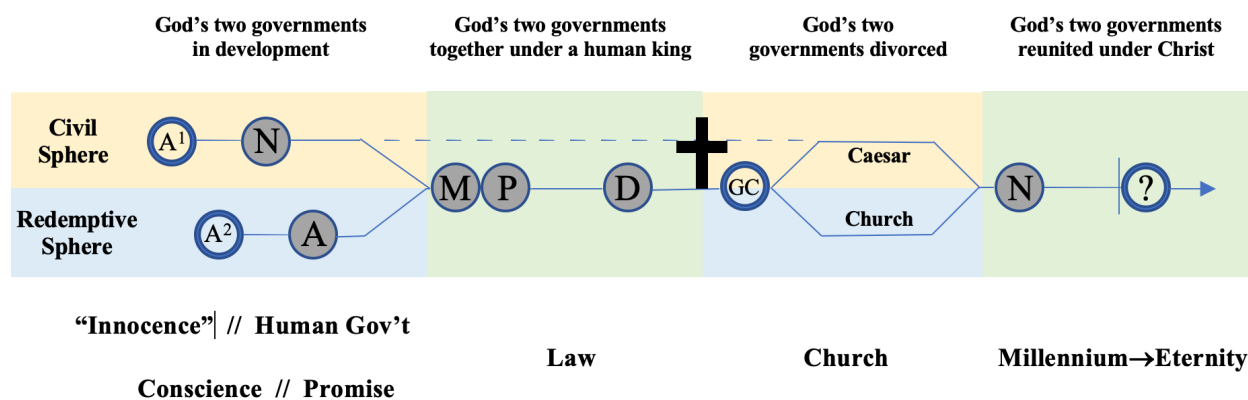 God’s two governments
in development
God’s two governments
together under a human king
God’s two
governments divorced
God’s two governments
reunited under Christ
Civil
Sphere
A¹
N
Redemptive
Sphere
A²
A
M
P
D
GC
Caesar
Church
N
?
“Innocence” // Human Gov’t
Conscience // Promise
Law
Church
Millennium→Eternity